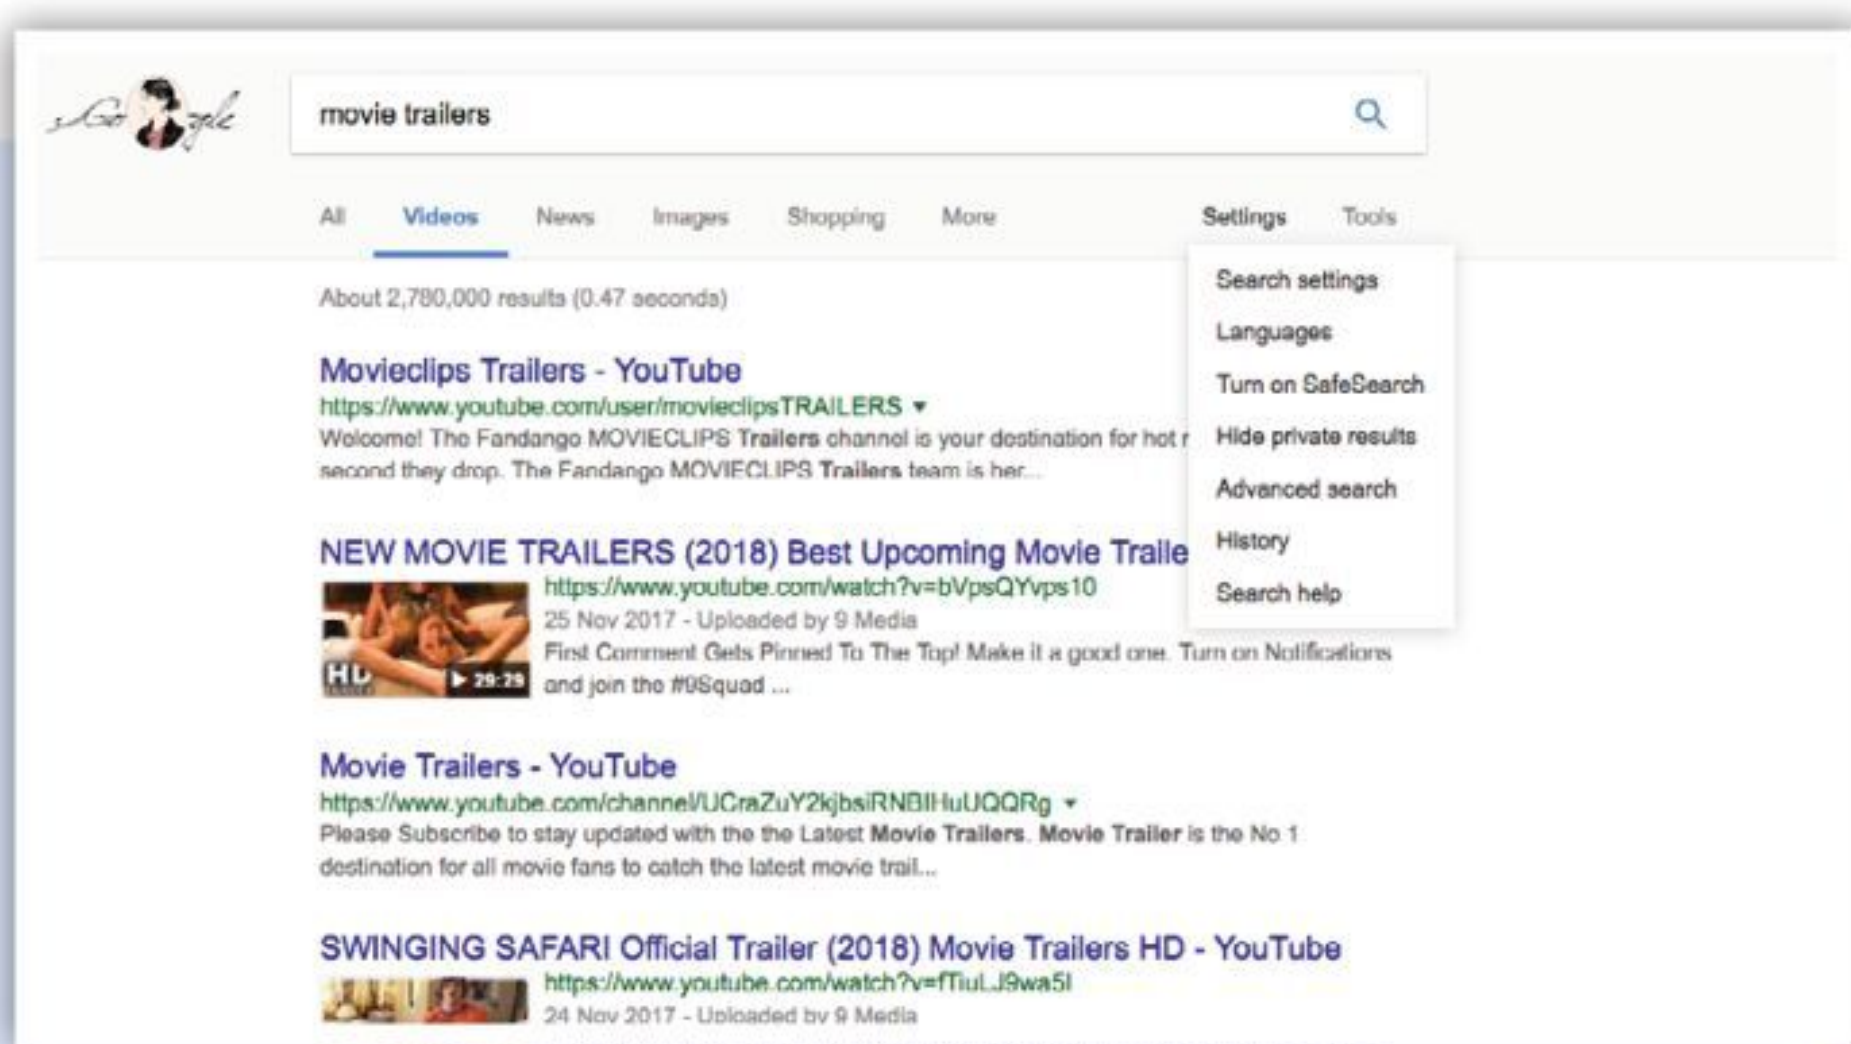 Google
movie trailers
All Videos News Images Shopping More Settings Tools
Search settings
Languages
Turn on SafeSearch
Hide private results
Advanced search
History
Search help
About 2,780,000 results (0.47 seconds)
Movieclips Trailers - YouTube
https://www.youtube.com/user/movieclipsTRAILERS
Welcome! The Fandango MOVIECLIPS Trailers channel is your destination for hot
second they drop. The Fandango MOVIECLIPS Trailers team is her...
NEW MOVIE TRAILERS (2018) Best Upcoming Movie Traile
https://www.youtube.com/watch?v=bVpsQYvps10
25 Nov 2017 - Uploaded by 9 Media
First Comment Gets Pinned To The Top! Make it a good one. Turn on Notifications
and join the #9Squad ...
HD
29:29
Movie Trailers - YouTube
https://www.youtube.com/channel/UCraZuY2kjbsiRNBIHuUQQRg
Please Subscribe to stay updated with the the Latest Movie Trailers. Movie Trailer is the No 1
destination for all movie fans to catch the latest movie trail...
SWINGING SAFARI Official Trailer (2018) Movie Trailers HD - YouTube
https://www.youtube.com/watch?v=fTiuLJ9wa5I
24 Nov 2017 - Uploaded by 9 Media